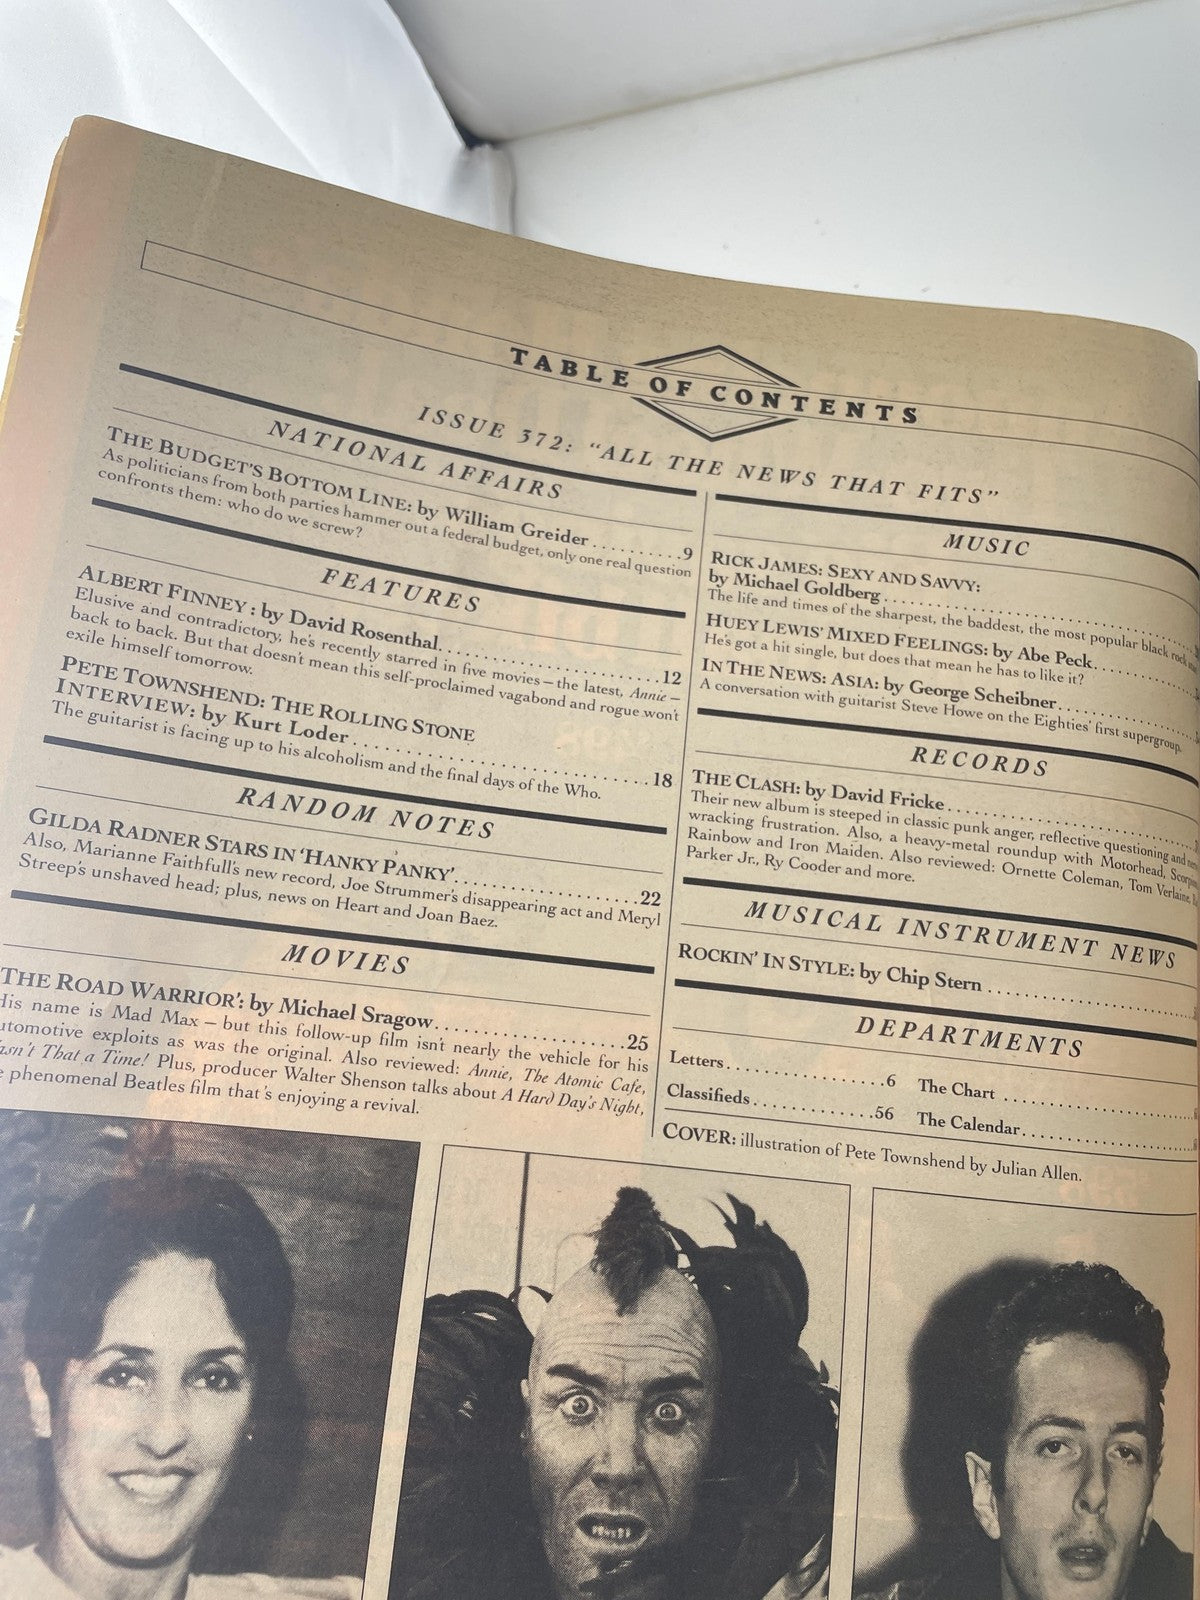 TABLE OF CONTENTS
ISSUE 372: “ALL THE NEWS THAT FITS”
NATIONAL AFFAIRS
THE BUDGET'S BOTTOM LINE: by William Greider..........9
As politicians from both parties hammer out a federal budget, only one real question
confronts them: who do we screw?
FEATURES
ALBERT FINNEY: by David Rosenthal..........12
Elusive and contradictory, he's recently starred in five movies—the latest, Annie—
back to back. But that doesn't mean this self-proclaimed vagabond and rogue won't
exile himself tomorrow.
PETE TOWNSHEND: THE ROLLING STONE
INTERVIEW: by Kurt Loder..........18
The guitarist is facing up to his alcoholism and the final days of the Who.
RANDOM NOTES
GILDA RADNER STARS IN ‘HANKY PANKY’..........22
Also, Marianne Faithfull's new record, Joe Strummer's disappearing act and Meryl
Streep's unshaved head; plus, news on Heart and Joan Baez.
MOVIES
THE ROAD WARRIOR’: by Michael Sragow..........25
His name is Mad Max—but this follow-up film isn't nearly the vehicle for his
utomotive exploits as was the original. Also reviewed: Annie, The Atomic Cafe,
asn't That a Time! Plus, producer Walter Shenson talks about A Hard Day's Night,
e phenomenal Beatles film that's enjoying a revival.
MUSIC
RICK JAMES: SEXY AND SAVVY:
by Michael Goldberg..........
The life and times of the sharpest, the baddest, the most popular black rock
HUEY LEWIS' MIXED FEELINGS: by Abe Peck..........
He's got a hit single, but does that mean he has to like it?
IN THE NEWS: ASIA: by George Scheibner..........
A conversation with guitarist Steve Howe on the Eighties' first supergroup.
RECORDS
THE CLASH: by David Fricke..........
Their new album is steeped in classic punk anger, reflective questioning and
wracking frustration. Also, a heavy-metal roundup with Motorhead,
Rainbow and Iron Maiden. Also reviewed: Ornette Coleman, Tom Verlaine,
Parker Jr., Ry Cooder and more.
MUSICAL INSTRUMENT NEWS
ROCKIN' IN STYLE: by Chip Stern..........
DEPARTMENTS
Letters..........6
The Chart..........
Classifieds..........56
The Calendar..........
COVER: illustration of Pete Townshend by Julian Allen.